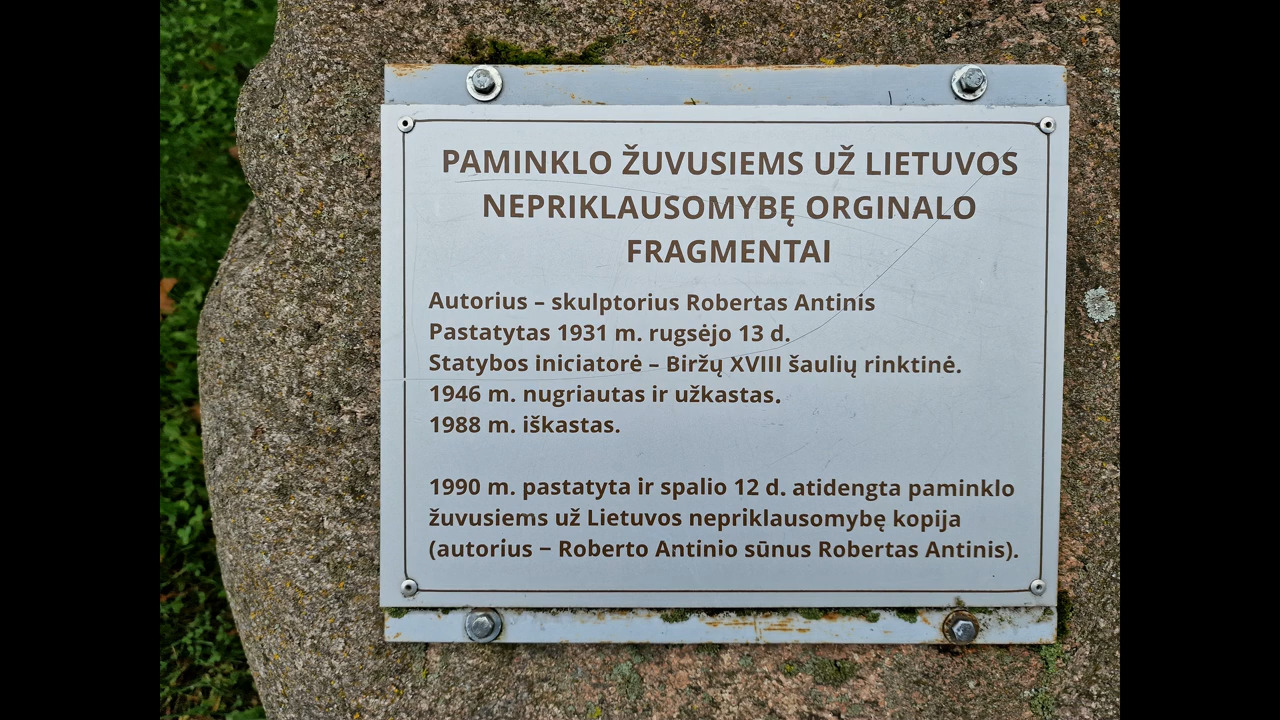 PAMINKLO ŽUVUSIEMS UŽ LIETUVOS
NEPRIKLAUSOMYBĘ ORGINALO
FRAGMENTAI
Autorius – skulptorius Robertas Antinis
Pastatytas 1931 m. rugsėjo 13 d.
Statybos iniciatorė – Biržų XVIII šaulių rinktinė.
1946 m. nugriautas ir užkastas.
1988 m. iškastas.
1990 m. pastatyta ir spalio 12 d. atidengta paminklo
žuvusiems už Lietuvos nepriklausomybę kopija
(autorius – Roberto Antinio sūnus Robertas Antinis).